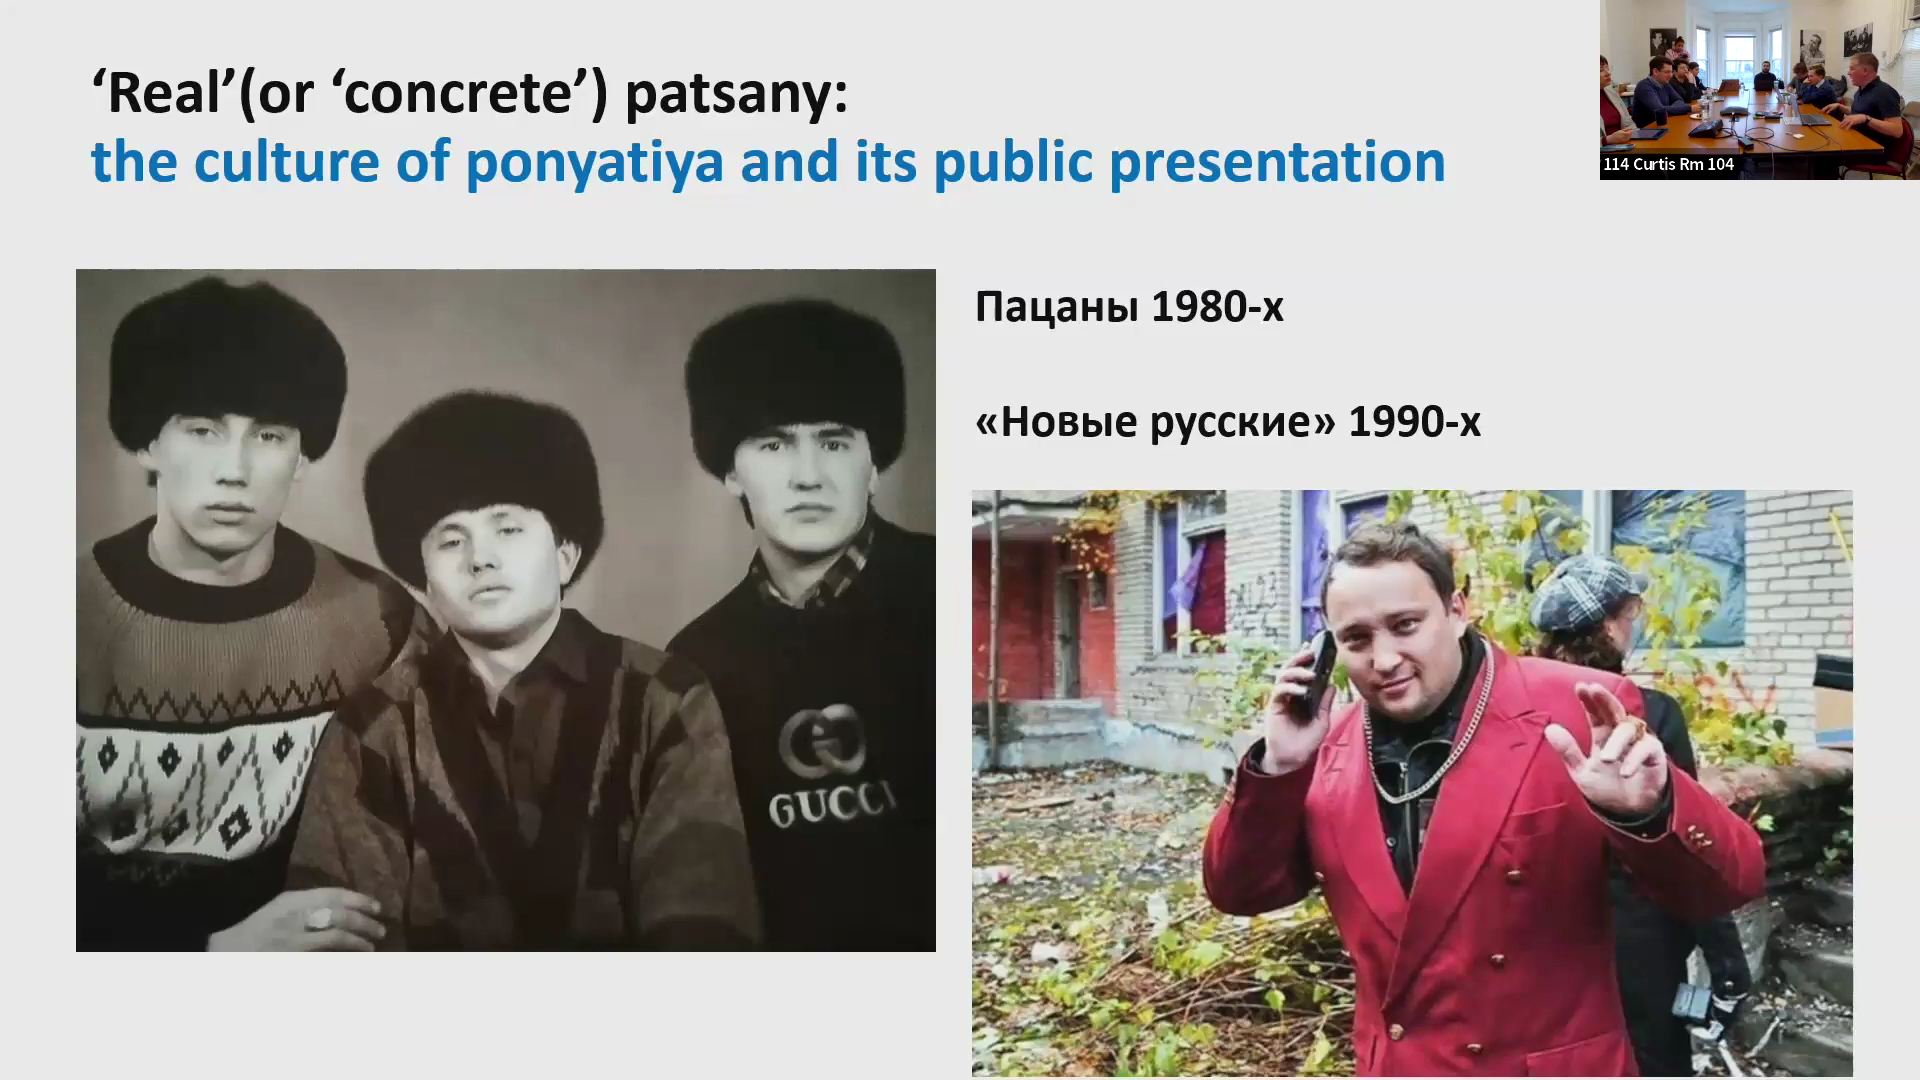 ‘Real’(or ‘concrete’) patsany:
the culture of ponyatiya and its public presentation
114 Curtis Rm 104
Пацаны 1980-х
«Новые русские» 1990-х
GUCCI